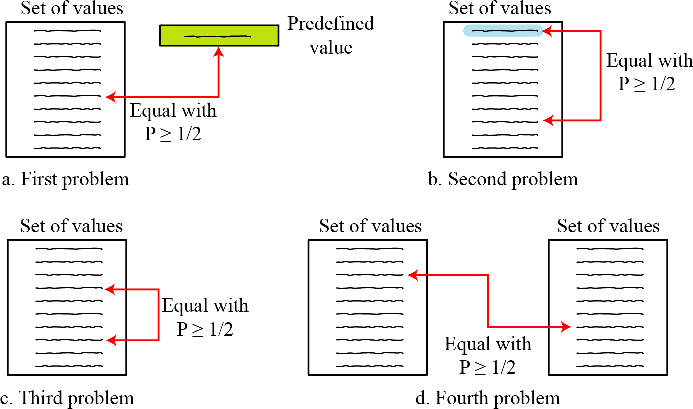 Set of values
Predefined
value
Equal with
P ≥ 1/2
a. First problem
Set of values
Equal with
P ≥ 1/2
b. Second problem
Set of values
Equal with
P ≥ 1/2
c. Third problem
Set of values
Set of values
Equal with
P ≥ 1/2
d. Fourth problem